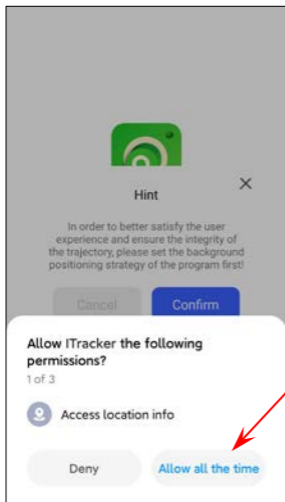 Hint
In order to better satisfy the user
experience and ensure the integrity of
the trajectory, please set the background
positioning strategy of the program first!
Cancel
Confirm
Allow ITracker the following
permissions?
1 of 3
Access location info
Deny
Allow all the time